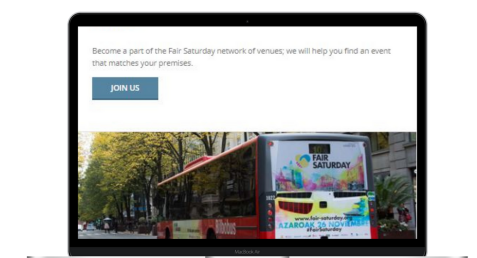 Become a part of the Fair Saturday network of venues; we will help you find an event
that matches your premises.
JOIN US
FAIR
SATURDAY
Bilbobus
www.fair-saturday.org
AZAROAK 26 NOVIEMBRE
#fairsaturday
MacBook Air